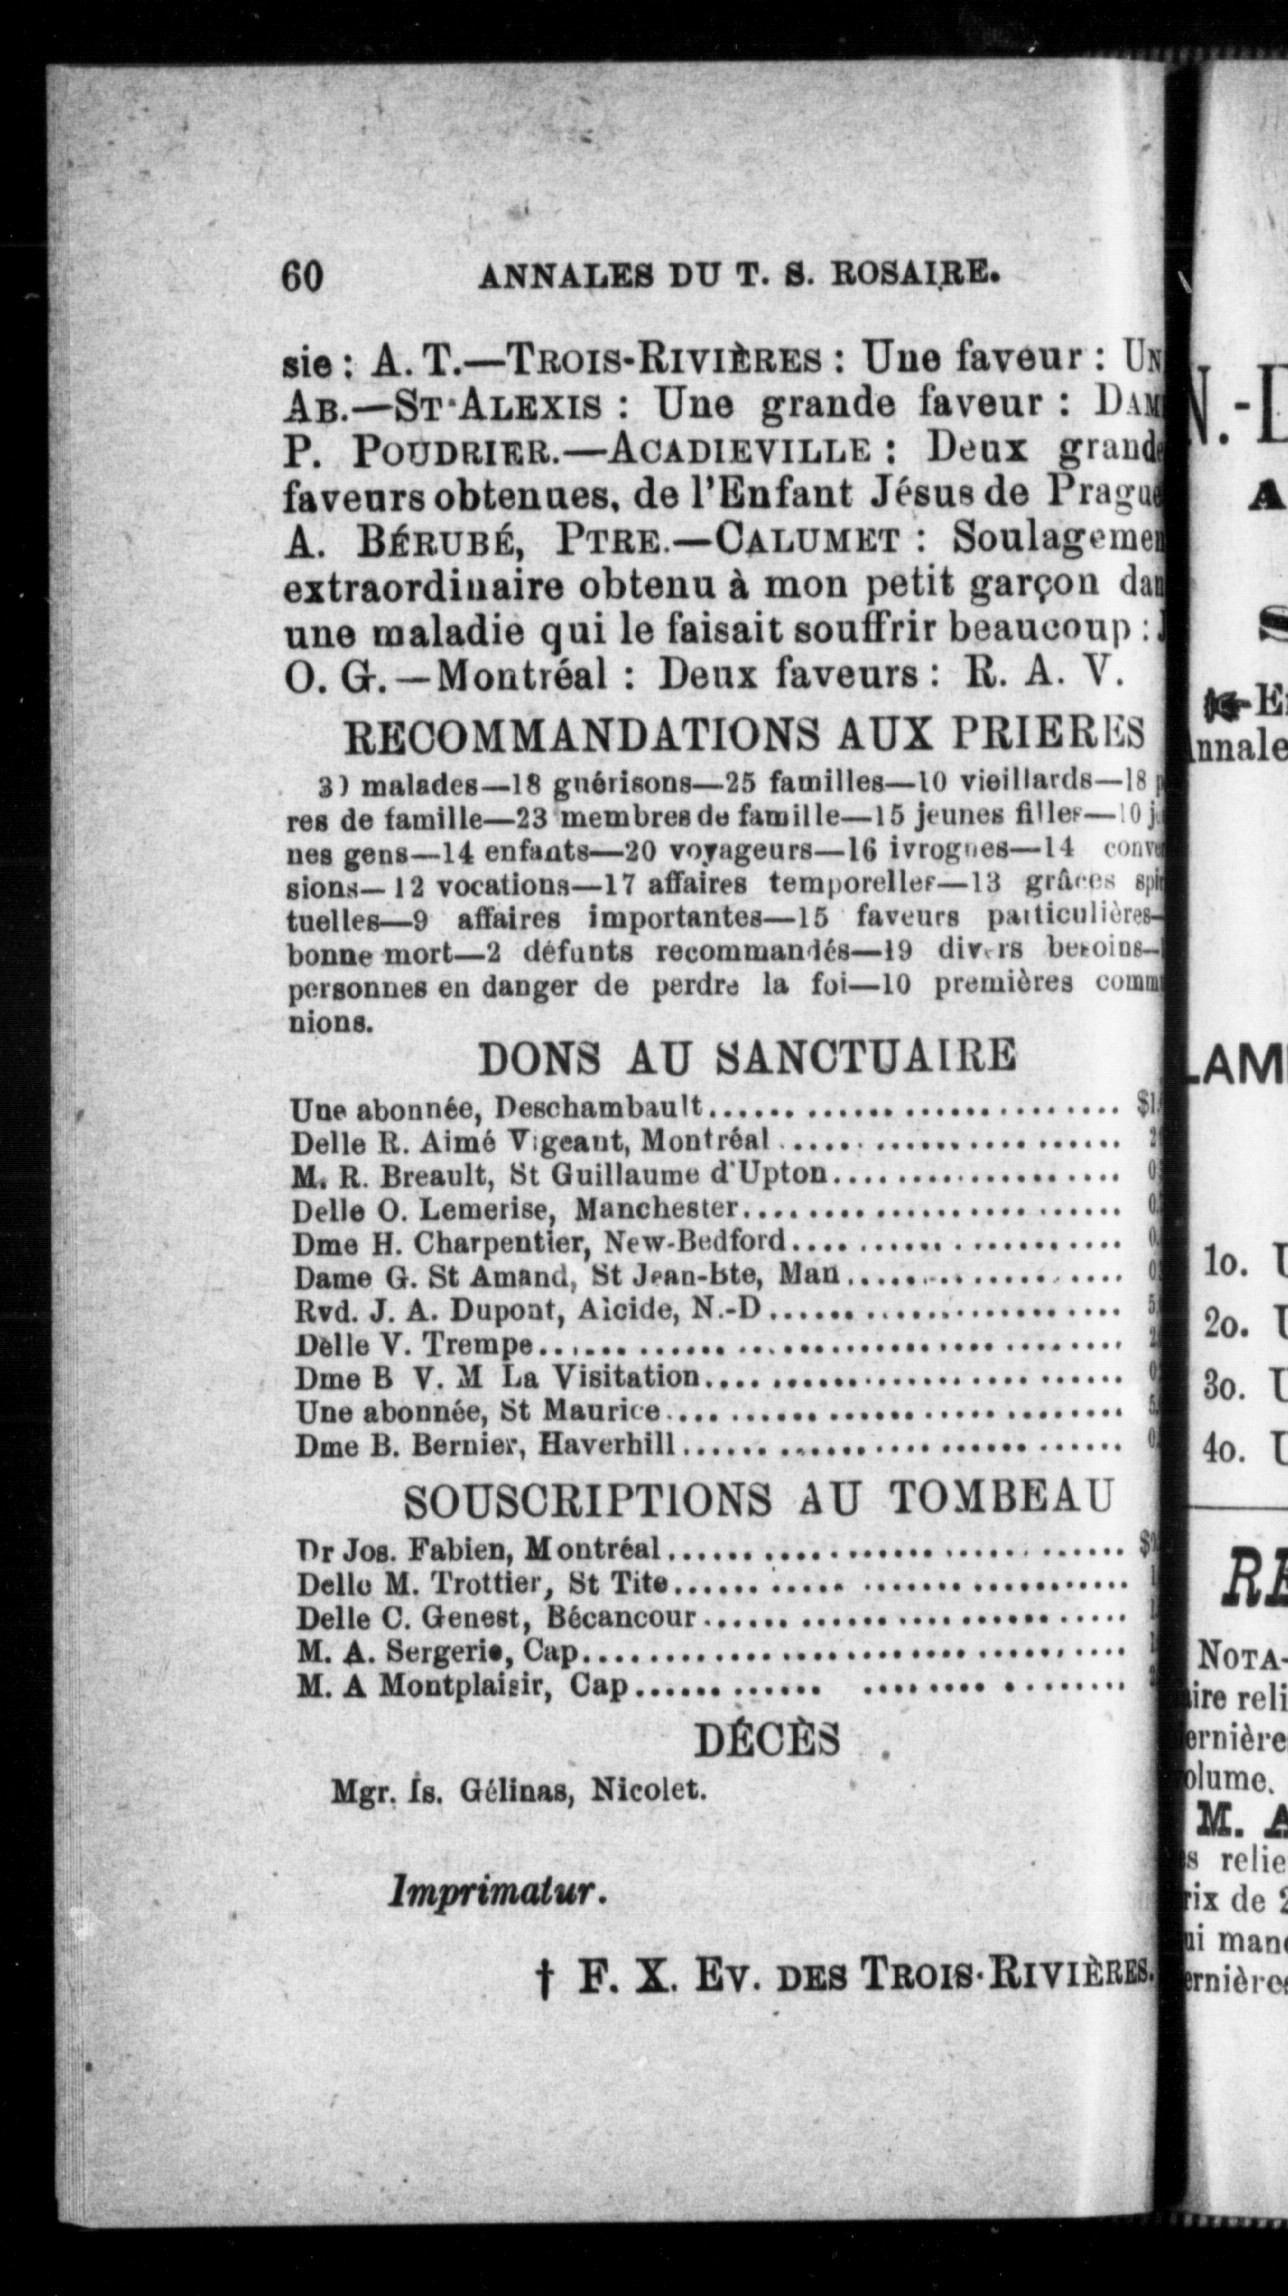 60 ANNALES DU T. S. ROSAIRE.
sie : A. T.—TROIS-RIVIÈRES : Une faveur :
AB.—ST-ALEXIS : Une grande faveur :
P. POUDRIER.—ACADIEVILLE : Deux
faveurs obtenues, de l'Enfant Jésus de
A. BÉRUBÉ, PTRE.—CALUMET :
extraordinaire obtenu à mon petit garçon
une maladie qui le faisait souffrir beaucoup :
O. G.—Montréal : Deux faveurs : R. A. V.
RECOMMANDATIONS AUX PRIERES
malades—18 guérisons—25 familles—10 vieillards—18
res de famille—23 membres de famille—15 jeunes filles—10
nes gens—14 enfants—20 voyageurs—16 ivrognes—14
sions—12 vocations—17 affaires temporelles—13 grâces
tuelles—9 affaires importantes—15 faveurs particulières—
bonne mort—2 défunts recommandés—19 divers besoins—
personnes en danger de perdre la foi—10 premières
nions.
DONS AU SANCTUAIRE
Une abonnée, Deschambault
Delle R. Aimé Vigeant, Montréal
M. R. Breault, St Guillaume d'Upton
Delle O. Lemerise, Manchester
Dme H. Charpentier, New-Bedford
Dame G. St Amand, St Jean-Bte, Man
Rvd. J. A. Dupont, Alcide, N.-D
Delle V. Trempe
Dme B V. M La Visitation
Une abonnée, St Maurice
Dme B. Bernier, Haverhill
SOUSCRIPTIONS AU TOMBEAU
Dr Jos. Fabien, Montréal
Delle M. Trottier, St Tite
Delle C. Genest, Bécancour
M. A. Sergerie, Cap
M. A Montplaisir, Cap
DÉCÈS
Mgr. Is. Gélinas, Nicolet.
Imprimatur.
† F. X. EV. DES TROIS-RIVIÈRES.
1o.
2o.
3o.
4o.
NOTA-
M.